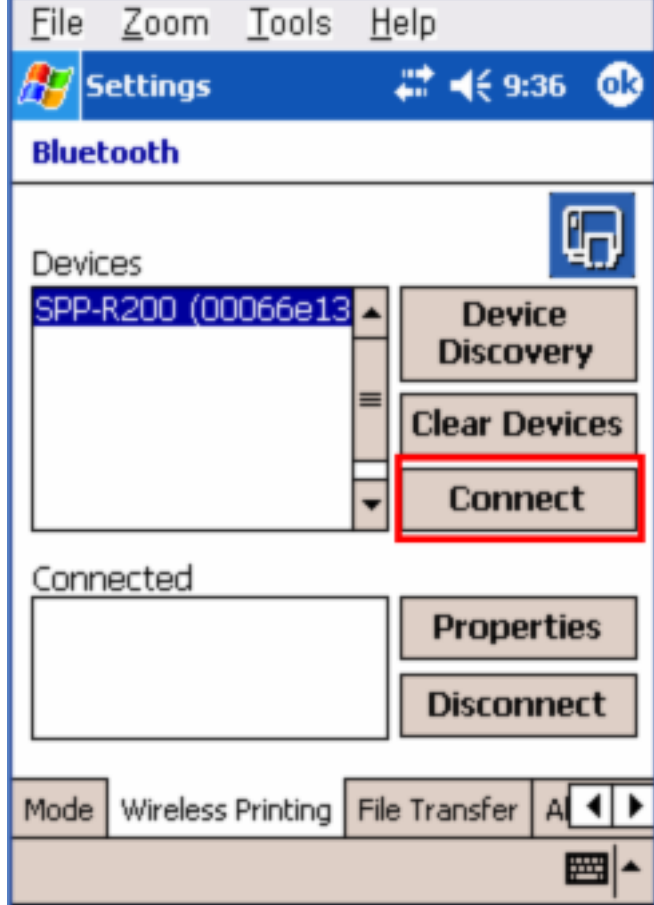 File Zoom Tools Help
Settings 9:36 ok
Bluetooth
Devices
SPP-R200 (00066e13
Device
Discovery
Clear Devices
Connect
Connected
Properties
Disconnect
Mode Wireless Printing File Transfer